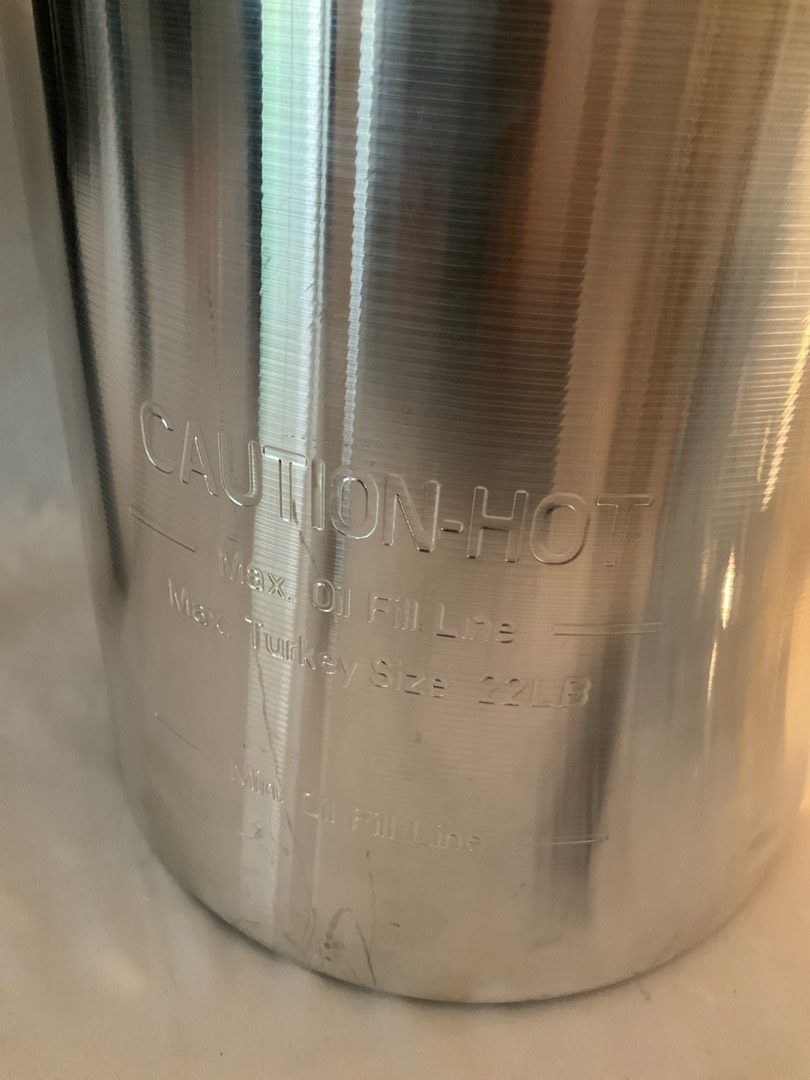 CAUTION-HOT
Max. Oil Fill Line
Max. Turkey Size 22LB
Min. Oil Fill Line